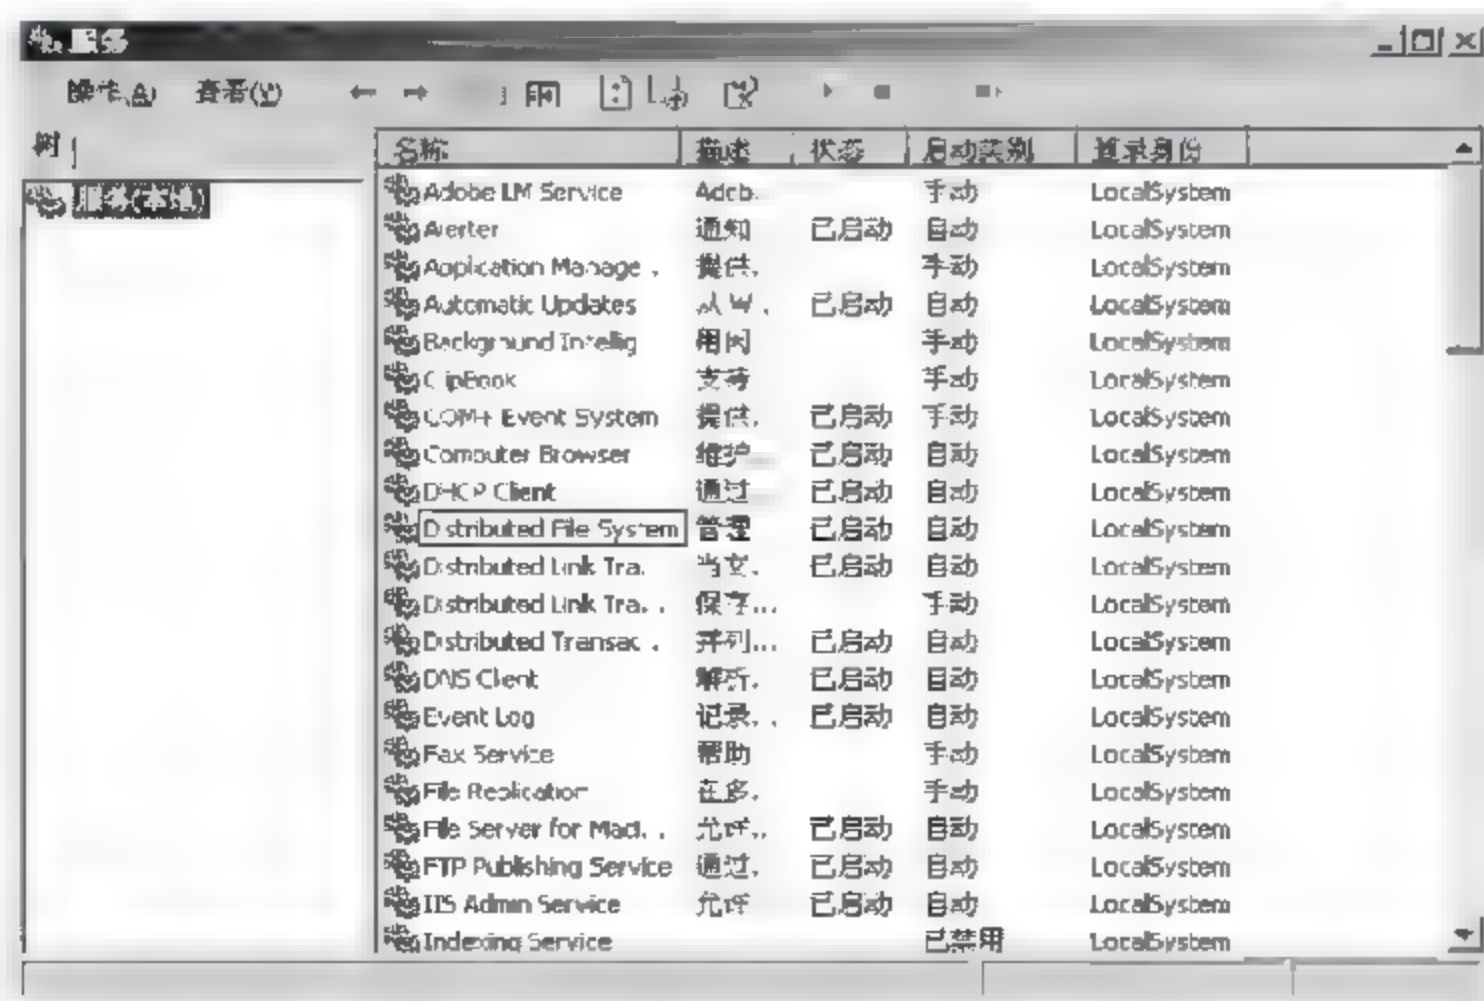 服务
操作(A) 查看(V)
树
名称 描述 状态 启动类别 登录身份
服务(本地)
Adobe LM Service Adob. 手动 LocalSystem
Alerter 通知 已启动 自动 LocalSystem
Application Manage . 提供. 手动 LocalSystem
Automatic Updates 从 W . 已启动 自动 LocalSystem
Background Intellig 用闲 手动 LocalSystem
ClipBook 支持 手动 LocalSystem
COM+ Event System 提供. 已启动 手动 LocalSystem
Computer Browser 维护 已启动 自动 LocalSystem
DHCP Client 通过 已启动 自动 LocalSystem
Distributed File System 管理 已启动 自动 LocalSystem
Distributed Link Tra. 当文. 已启动 自动 LocalSystem
Distributed Link Tra. . 保存... 手动 LocalSystem
Distributed Transac . 并列... 已启动 自动 LocalSystem
DNS Client 解析. 已启动 自动 LocalSystem
Event Log 记录. . 已启动 自动 LocalSystem
Fax Service 帮助 手动 LocalSystem
File Replication 在多. 手动 LocalSystem
File Server for Maci. . 允许.. 已启动 自动 LocalSystem
FTP Publishing Service 通过. 已启动 自动 LocalSystem
IIS Admin Service 允许 已启动 自动 LocalSystem
Indexing Service 已禁用 LocalSystem